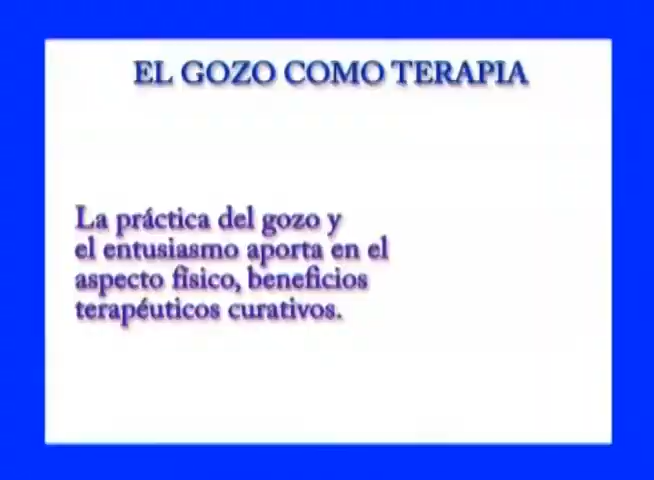 EL GOZO COMO TERAPIA
La práctica del gozo y
el entusiasmo aporta en el
aspecto físico, beneficios
terapéuticos curativos.